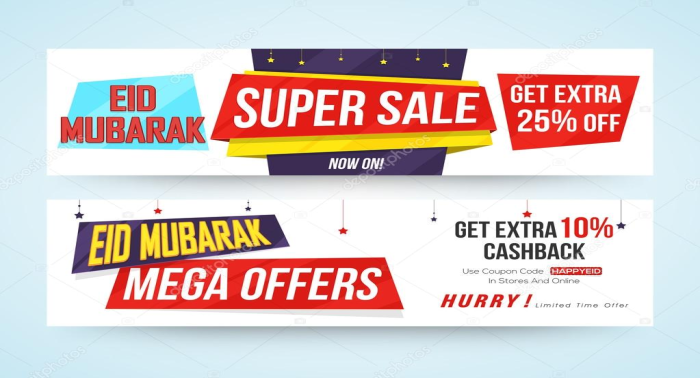 EID
MUBARAK
SUPER SALE
NOW ON!
GET EXTRA
25% OFF
EID MUBARAK
MEGA OFFERS
GET EXTRA 10%
CASHBACK
Use Coupon Code HAPPYEID
In Stores And Online
HURRY! Limited Time Offer
depositphotos